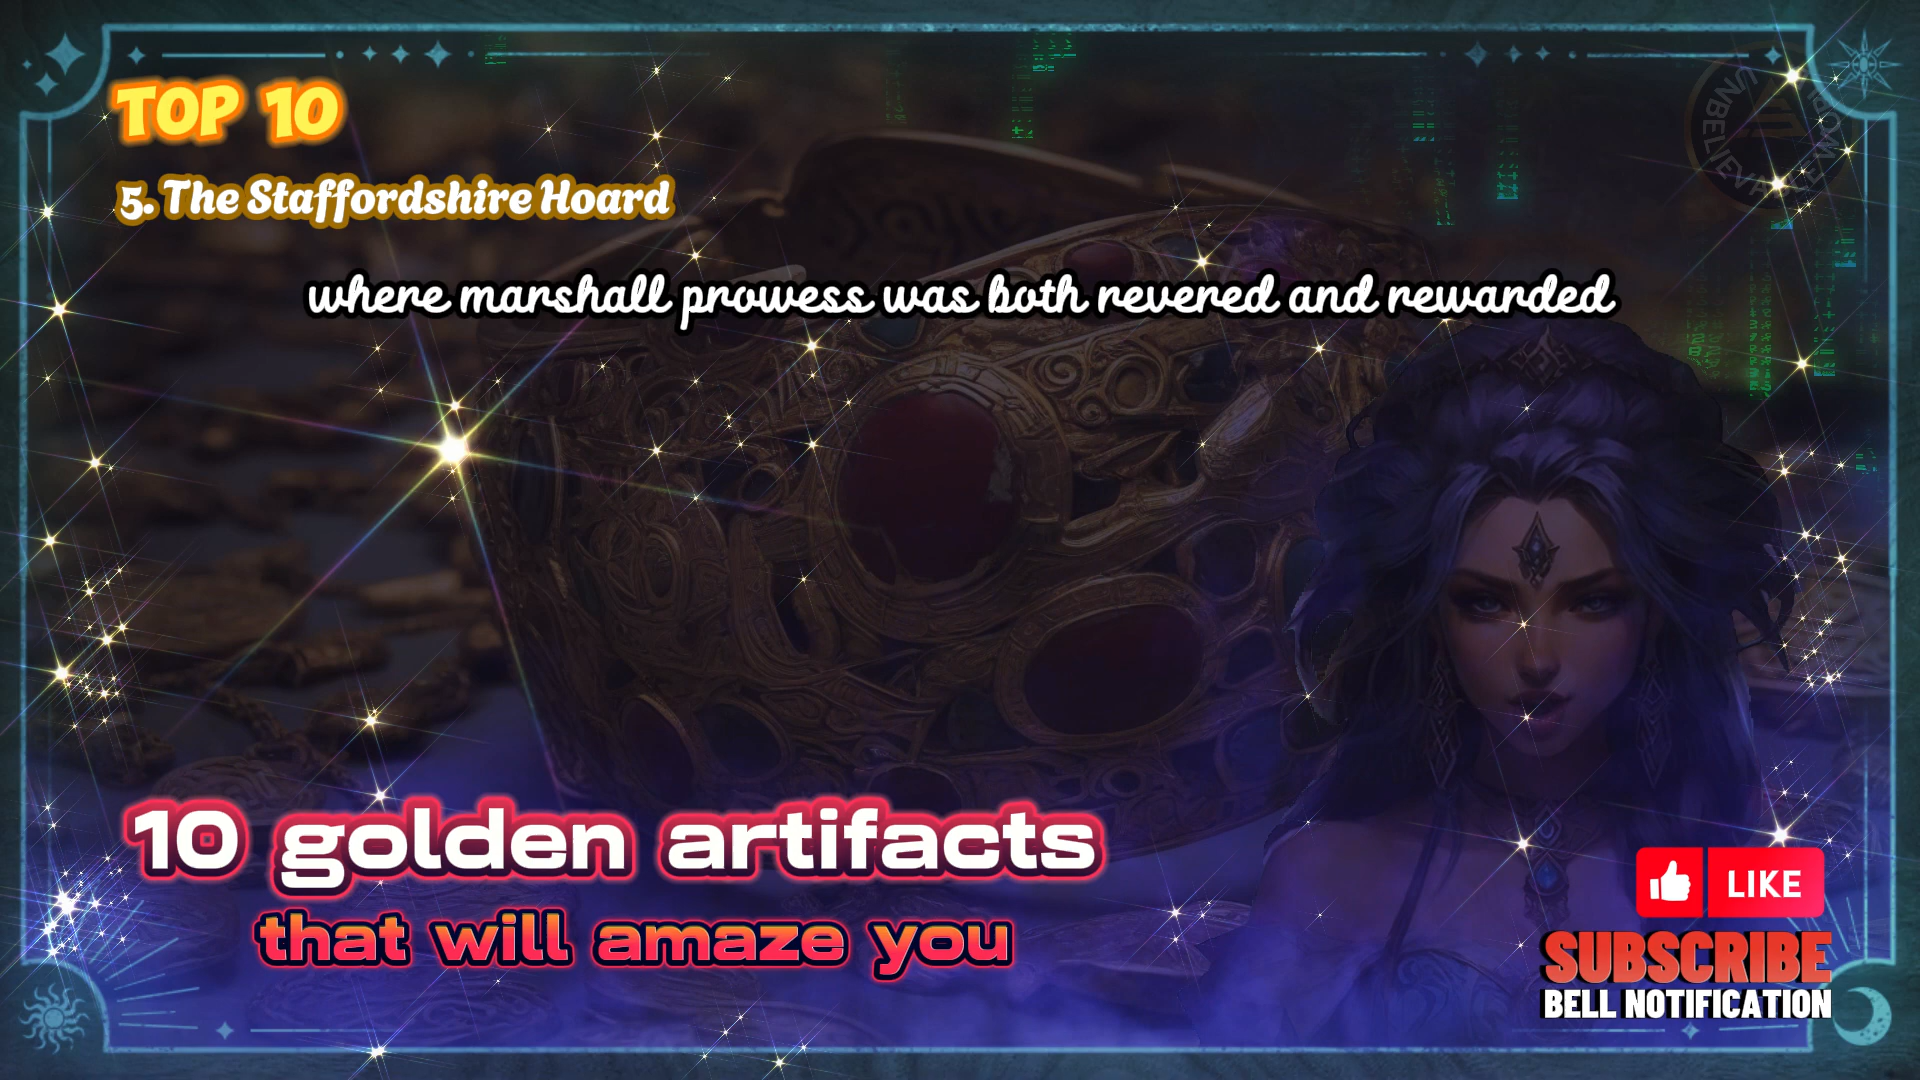 TOP 10
5. The Staffordshire Hoard
where marshall prowess was both revered and rewarded
10 golden artifacts
that will amaze you
LIKE
SUBSCRIBE
BELL NOTIFICATION